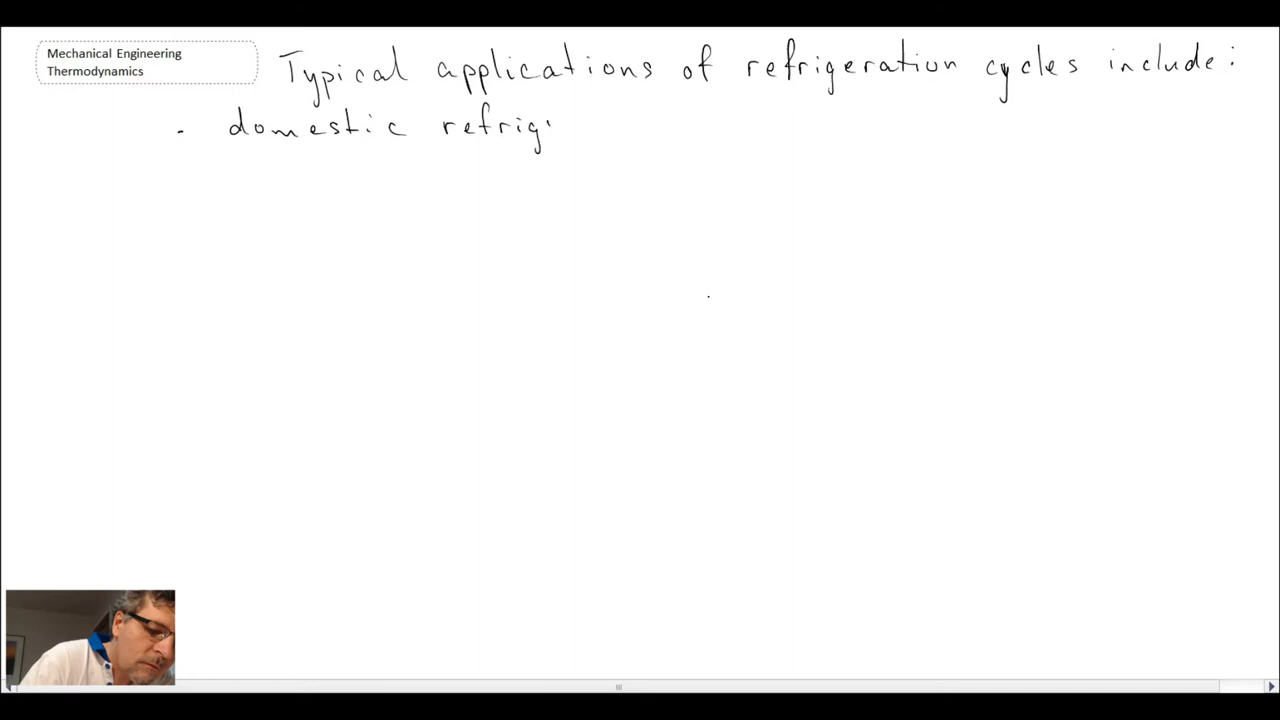 Mechanical Engineering
Thermodynamics
Typical applications of refrigeration cycles include:
- domestic refrig